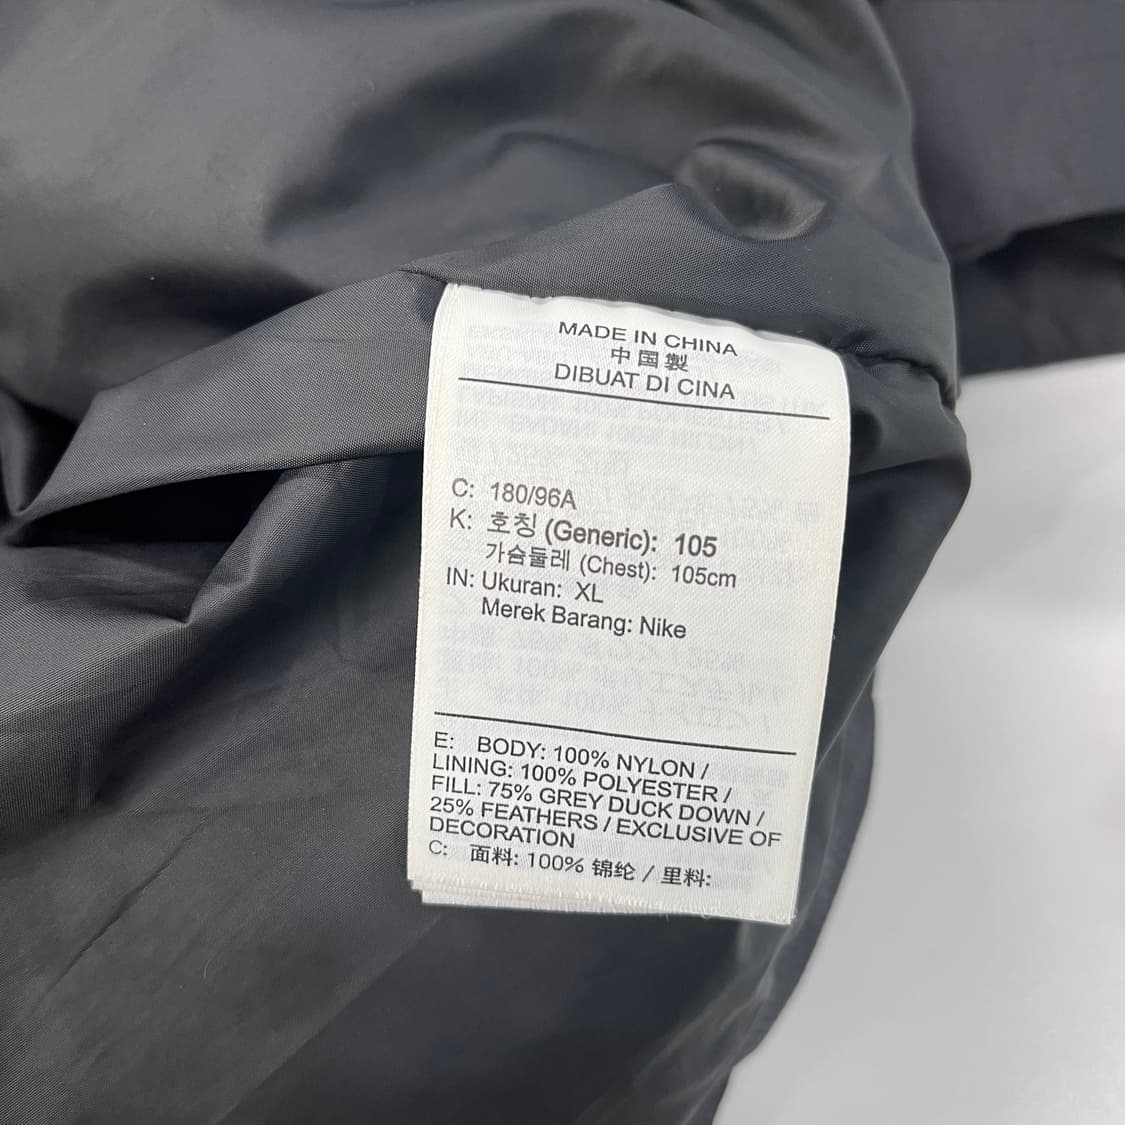 MADE IN CHINA
中国製
DIBUAT DI CINA
C: 180/96A
K: 호칭 (Generic): 105
가슴둘레 (Chest): 105cm
IN: Ukuran: XL
Merek Barang: Nike
E: BODY: 100% NYLON /
LINING: 100% POLYESTER /
FILL: 75% GREY DUCK DOWN /
25% FEATHERS / EXCLUSIVE OF
DECORATION
C: 面料: 100% 锦纶 / 里料: